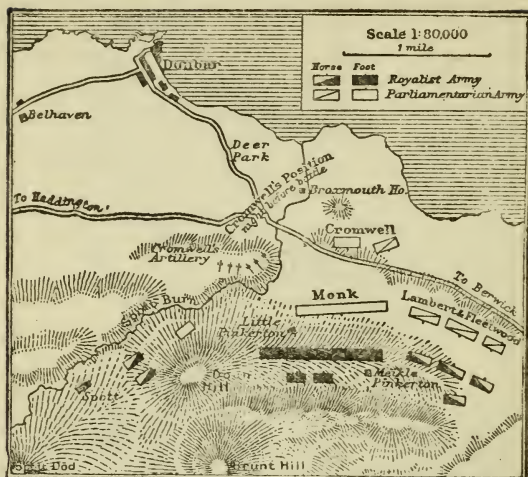 Scale 1:80,000
1 mile
Horse Foot
Royalist Army
Parliamentarian Army
Dunbar
Belhaven
Deer
Park
Cromwell's Position
night before battle
Broxmouth Ho.
To Haddington
Cromwell
Cromwell's
Artillery
To Berwick
Monk
Lambert & Fleetwood
Spott Burn
Little
Pinkerton
Meikle
Pinkerton
Doon
Hill
Spott
Dod
Brunt Hill